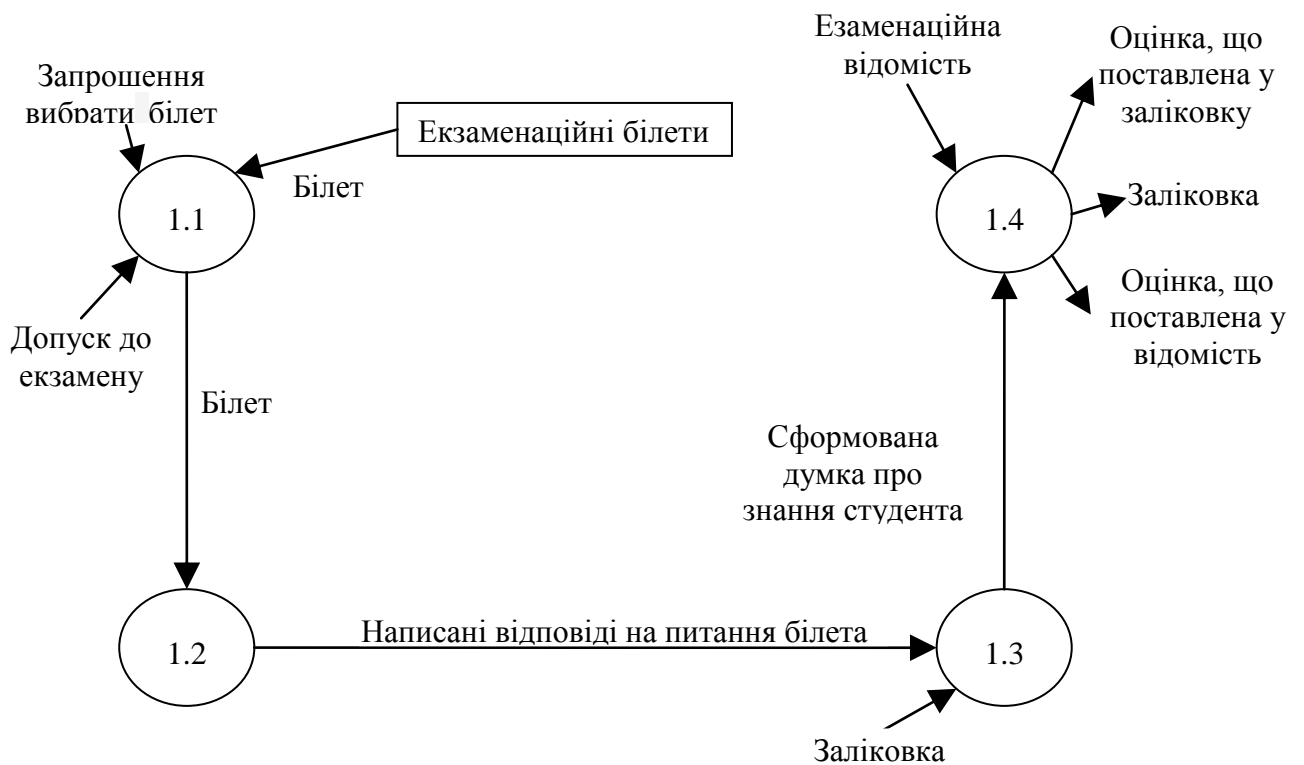 Запрошення
вибрати білет
Екзаменаційні білети
Білет
1.1
Допуск до
екзамену
Білет
1.2
Написані відповіді на питання білета
1.3
Заліковка
Сформована
думка про
знання студента
Езаменаційна
відомість
1.4
Оцінка, що
поставлена у
заліковку
Заліковка
Оцінка, що
поставлена у
відомість